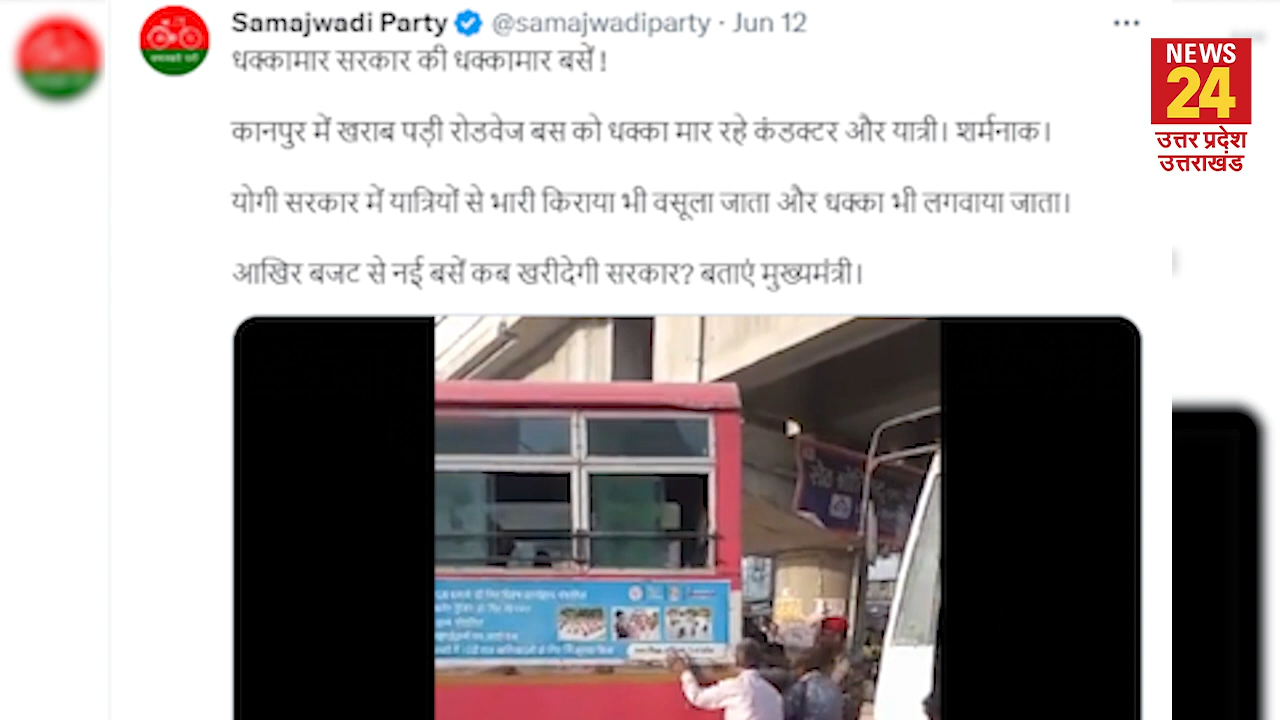 Samajwadi Party @samajwadiparty · Jun 12
धक्कामार सरकार की धक्कामार बसें !
कानपुर में खराब पड़ी रोडवेज बस को धक्का मार रहे कंडक्टर और यात्री। शर्मनाक।
योगी सरकार में यात्रियों से भारी किराया भी वसूला जाता और धक्का भी लगवाया जाता।
आखिर बजट से नई बसें कब खरीदेगी सरकार? बताएं मुख्यमंत्री।
NEWS
24
उत्तर प्रदेश
उत्तराखंड